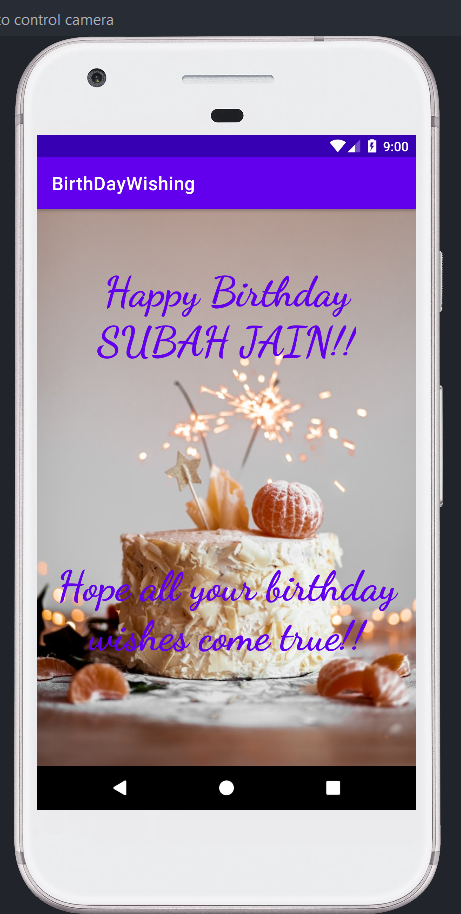 to control camera
9:00
BirthDayWishing
Happy Birthday
SUBAH JAIN!!
Hope all your birthday
wishes come true!!